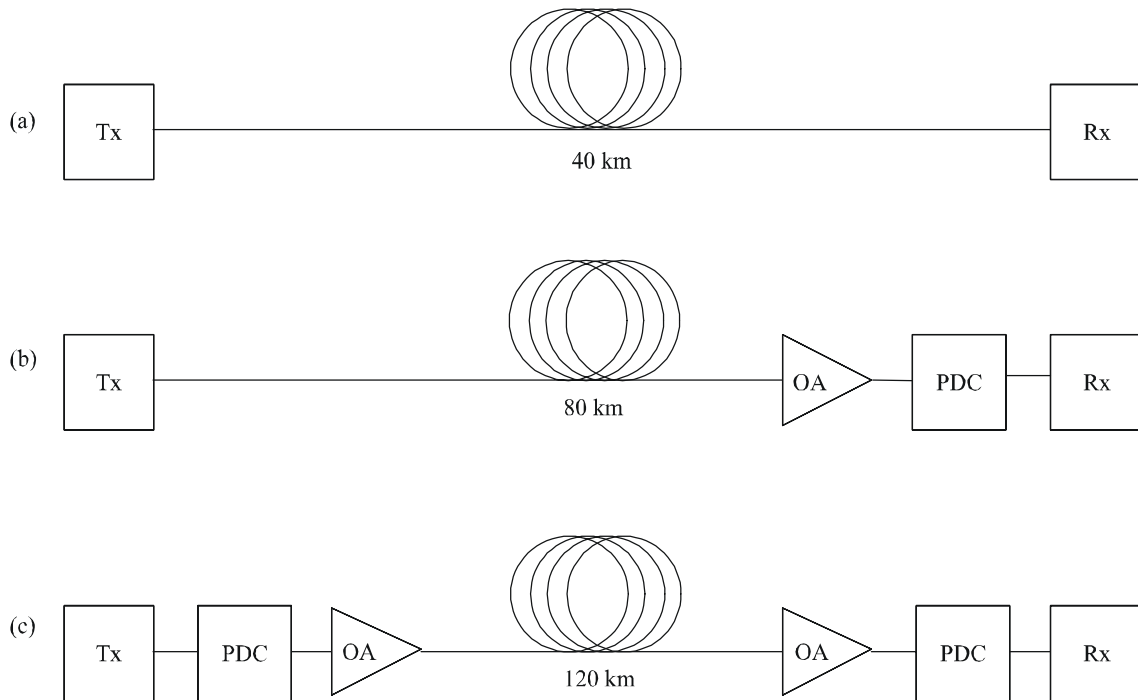 (a) Tx Rx
40 km
(b) Tx OA PDC Rx
80 km
(c) Tx PDC OA OA PDC Rx
120 km